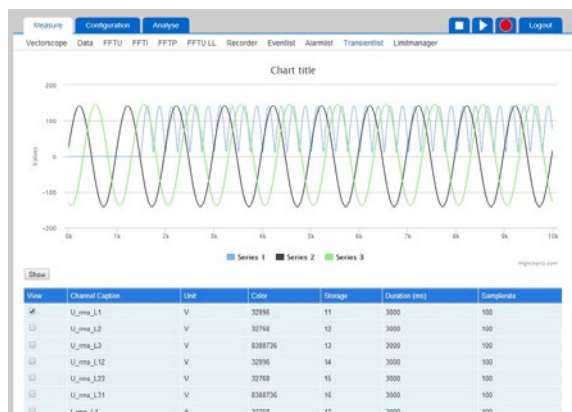 Measure Configuration Analyse Logout
Vectorscope Data FFTU FFTI FFTP FFTU LL Recorder Eventlist Alarmlist Transientlist Limitmanager
Chart title
200
100
0
-100
-200
Values
0k 1k 2k 3k 4k 5k 6k 7k 8k 9k 10k
Series 1 Series 2 Series 3
Highcharts.com
Show
View Channel Caption Unit Color Storage Duration (ms) Samplerate
U_rms_L1 V 32896 11 3000 100
U_rms_L2 V 32768 12 3000 100
U_rms_L3 V 8388736 13 3000 100
U_rms_L12 V 32896 14 3000 100
U_rms_L23 V 32768 15 3000 100
U_rms_L31 V 8388736 16 3000 100